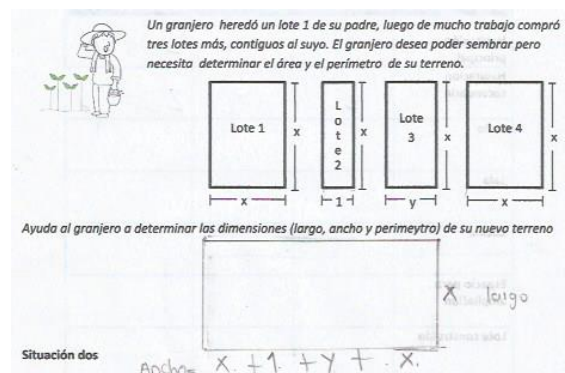 Un granjero heredó un lote 1 de su padre, luego de mucho trabajo compró
tres lotes más, contiguos al suyo. El granjero desea poder sembrar pero
necesita determinar el área y el perímetro de su terreno.
Lote 1 x Lote 2 x Lote 3 x Lote 4 x
x 1 y x
Ayuda al granjero a determinar las dimensiones (largo, ancho y perimeytro) de su nuevo terreno
X largo
Situación dos
Ancho= X. + 1. + y + . X.